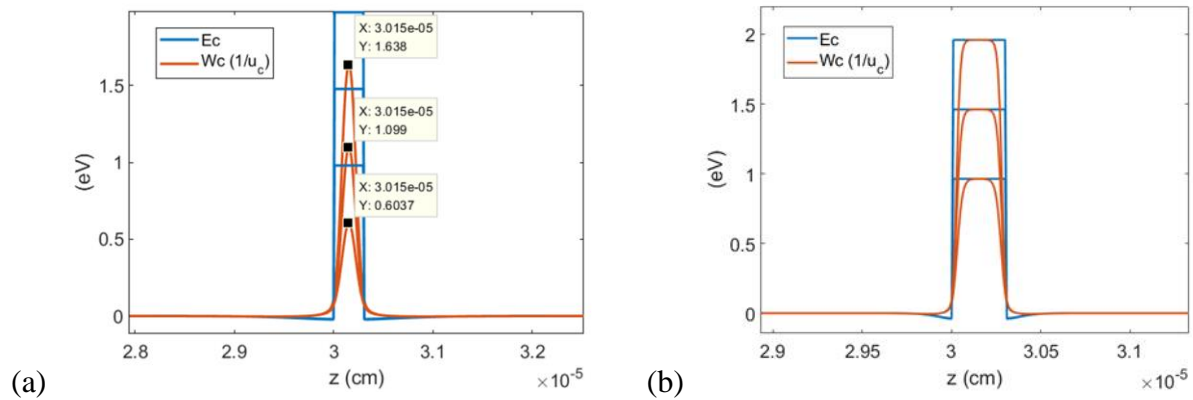 Ec
Wc (1/u_c)
X: 3.015e-05
Y: 1.638
X: 3.015e-05
Y: 1.099
X: 3.015e-05
Y: 0.6037
1.5
1
0.5
0
(eV)
2.8
2.9
3
3.1
3.2
z (cm)
×10^-5
(a)
Ec
Wc (1/u_c)
2
1.5
1
0.5
0
(eV)
2.9
2.95
3
3.05
3.1
z (cm)
×10^-5
(b)